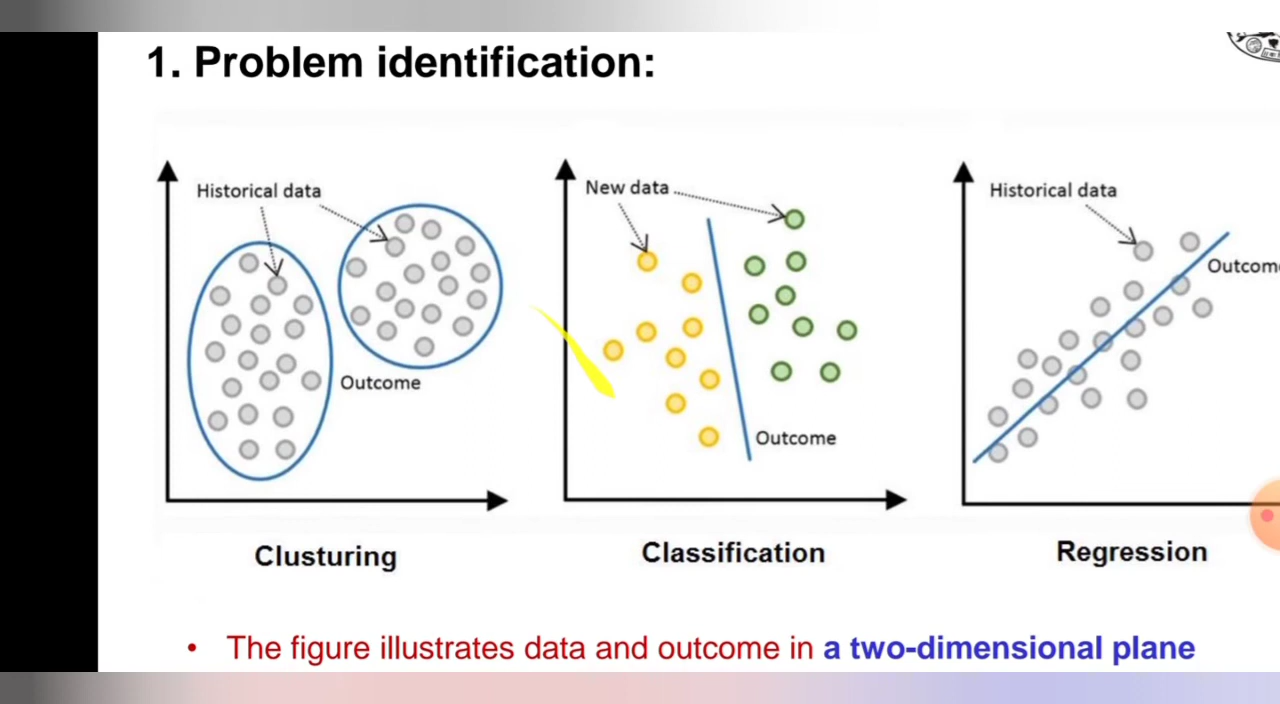 1. Problem identification:
Historical data
Outcome
Clusturing
New data
Outcome
Classification
Historical data
Outcom
Regression
• The figure illustrates data and outcome in a two-dimensional plane